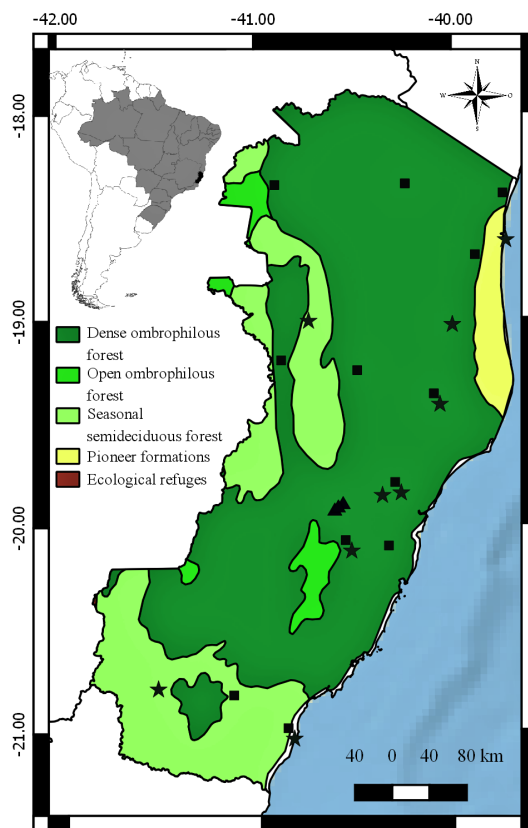 -42.00 -41.00 -40.00
N
W O
S
-18.00
-19.00
-20.00
-21.00
Dense ombrophilous
forest
Open ombrophilous
forest
Seasonal
semideciduous forest
Pioneer formations
Ecological refuges
40 0 40 80 km